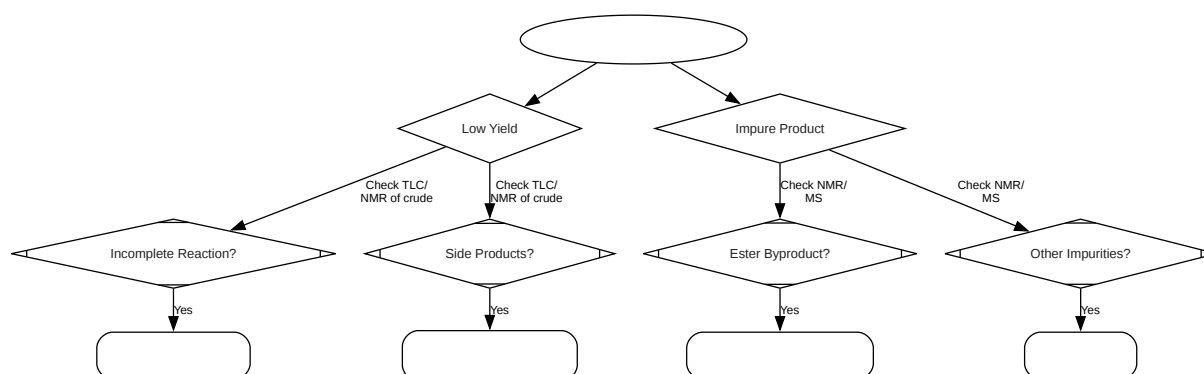 Low Yield
Impure Product
Check TLC/
NMR of crude
Check TLC/
NMR of crude
Check NMR/
MS
Check NMR/
MS
Incomplete Reaction?
Side Products?
Ester Byproduct?
Other Impurities?
Yes
Yes
Yes
Yes